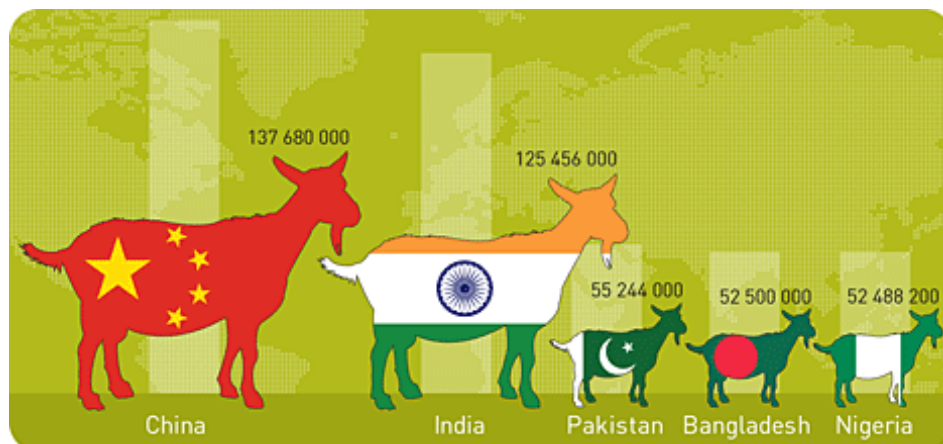 137 680 000
125 456 000
55 244 000
52 500 000
52 488 200
China
India
Pakistan
Bangladesh
Nigeria